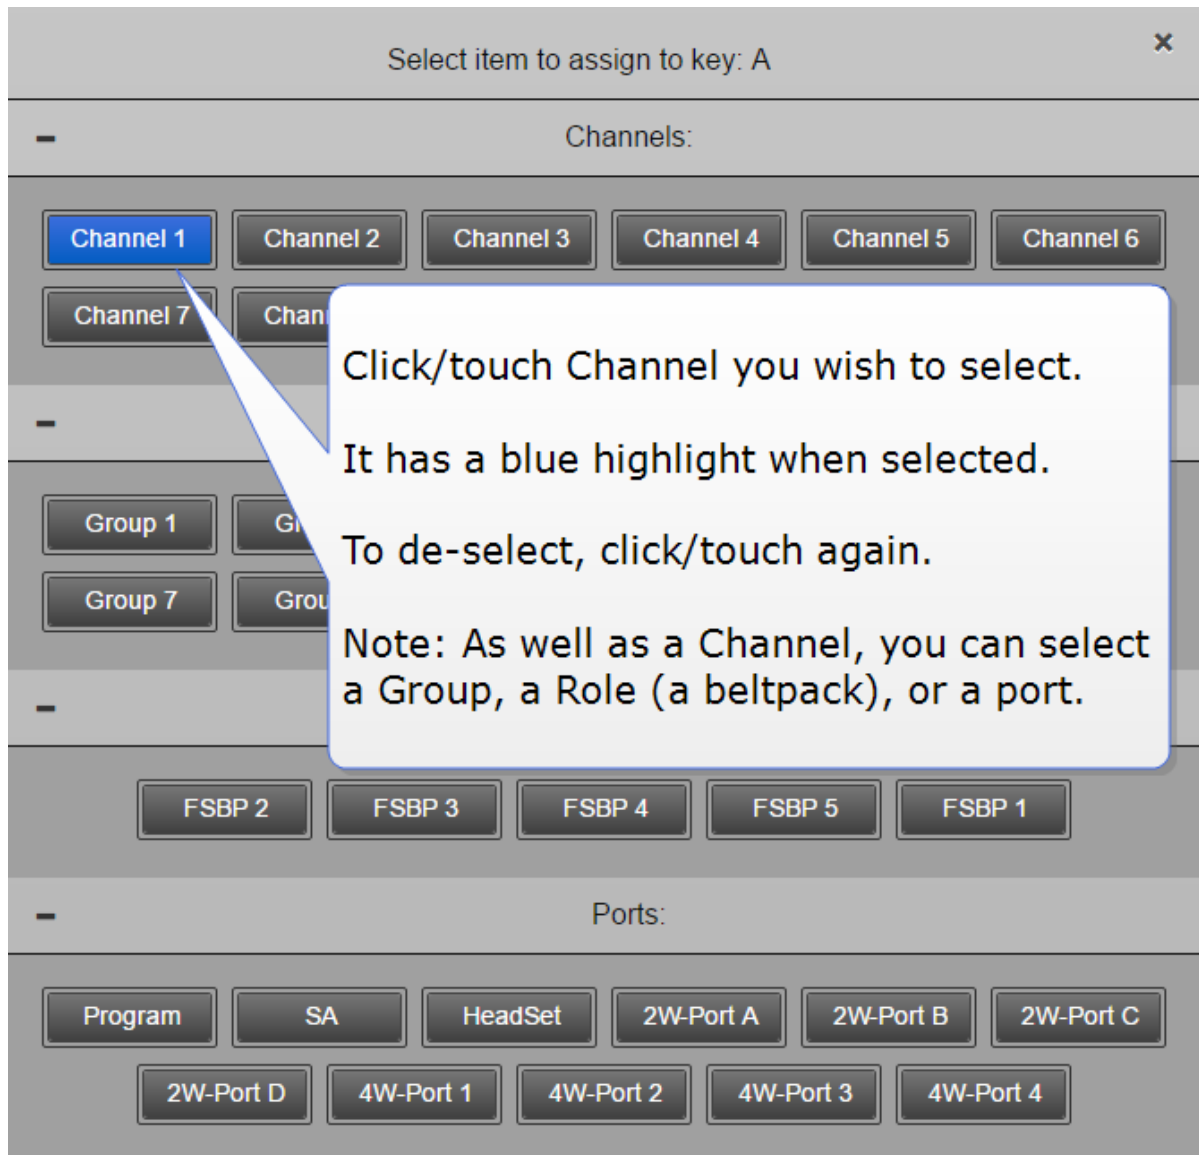 Select item to assign to key: A
Channels:
Channel 1 Channel 2 Channel 3 Channel 4 Channel 5 Channel 6
Channel 7
Click/touch Channel you wish to select.
It has a blue highlight when selected.
To de-select, click/touch again.
Note: As well as a Channel, you can select
a Group, a Role (a beltpack), or a port.
Group 1
Group 7
FSBP 2 FSBP 3 FSBP 4 FSBP 5 FSBP 1
Ports:
Program SA HeadSet 2W-Port A 2W-Port B 2W-Port C
2W-Port D 4W-Port 1 4W-Port 2 4W-Port 3 4W-Port 4